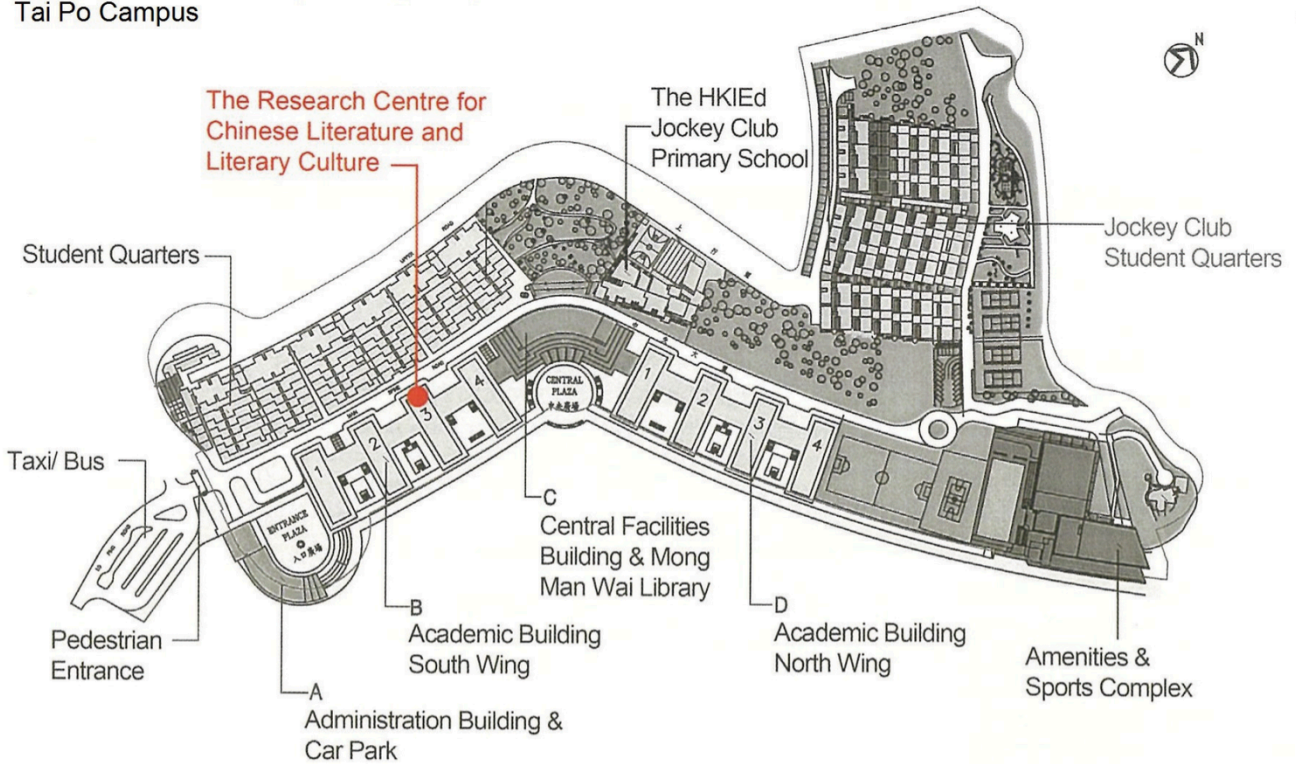 Tai Po Campus
N
The Research Centre for
Chinese Literature and
Literary Culture
The HKIEd
Jockey Club
Primary School
Jockey Club
Student Quarters
Student Quarters
Taxi/ Bus
Pedestrian
Entrance
ENTRANCE
PLAZA
入口廣場
CENTRAL
PLAZA
中央廣場
1
2
3
4
1
2
3
4
A
Administration Building &
Car Park
B
Academic Building
South Wing
C
Central Facilities
Building & Mong
Man Wai Library
D
Academic Building
North Wing
Amenities &
Sports Complex